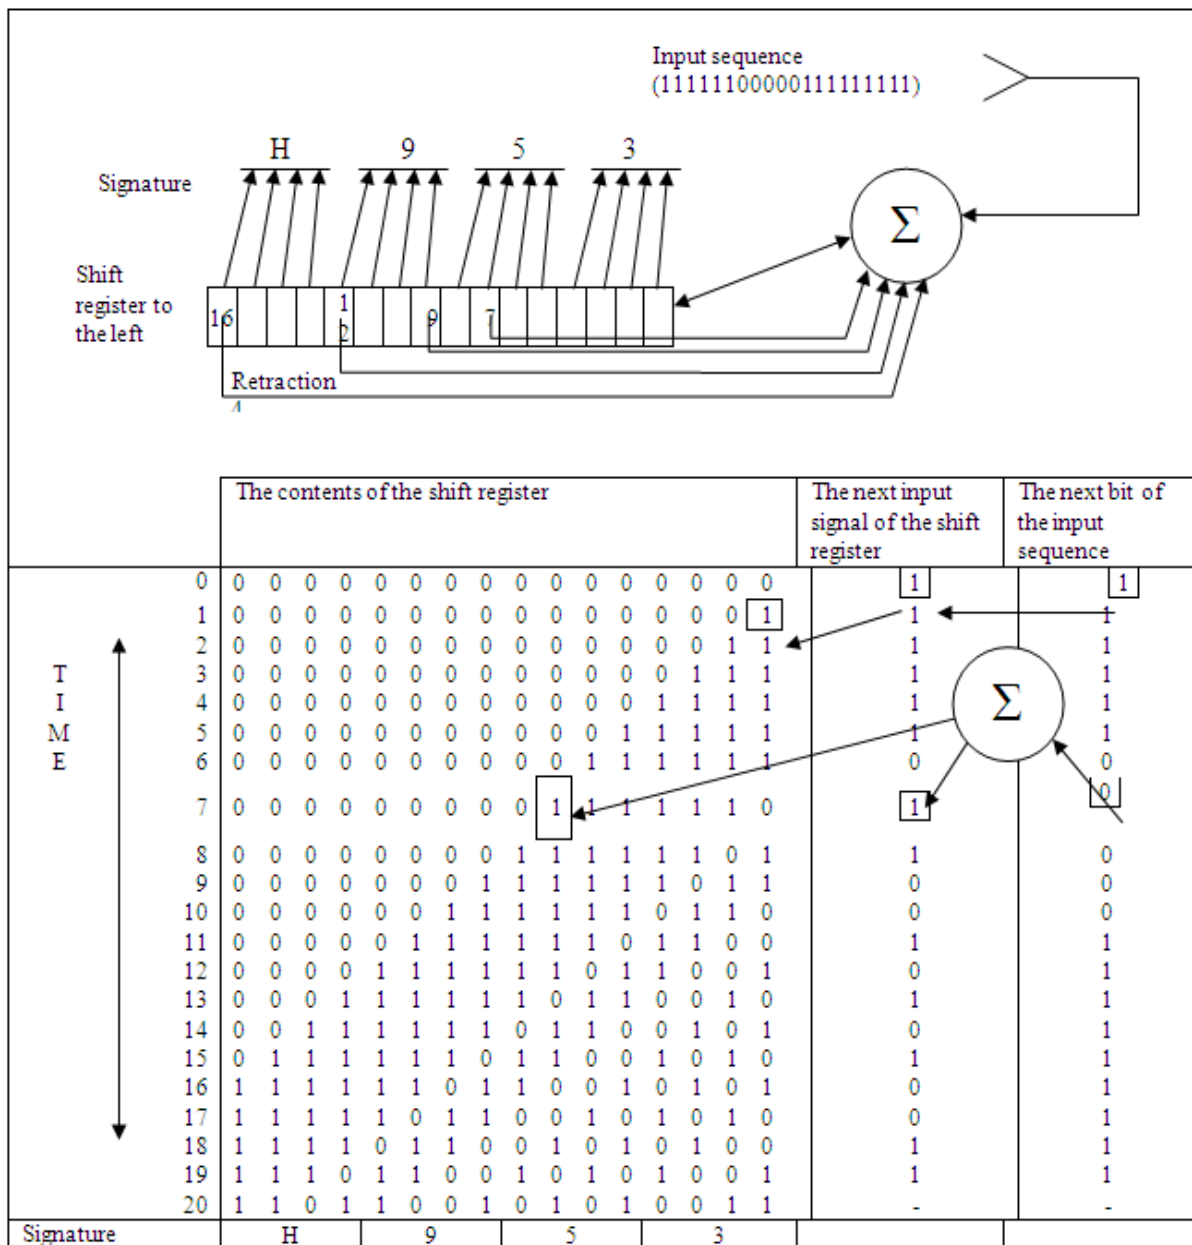 Input sequence
(11111100000111111111)
H 9 5 3
Signature
Σ
Shift
register to
the left
16 12 9 7
Retraction
4
The contents of the shift register
The next input signal of the shift register
The next bit of the input sequence
TIME
0 0 0 0 0 0 0 0 0 0 0 0 0 0 0 0 0 1 1
1 0 0 0 0 0 0 0 0 0 0 0 0 0 0 0 1 1 1
2 0 0 0 0 0 0 0 0 0 0 0 0 0 0 1 1 1 1
3 0 0 0 0 0 0 0 0 0 0 0 0 0 1 1 1 1 1
4 0 0 0 0 0 0 0 0 0 0 0 0 1 1 1 1 1 1
5 0 0 0 0 0 0 0 0 0 0 0 1 1 1 1 1 1 1
6 0 0 0 0 0 0 0 0 0 0 1 1 1 1 1 1 0 0
Σ
7 0 0 0 0 0 0 0 0 0 1 1 1 1 1 1 0 1 0
8 0 0 0 0 0 0 0 0 1 1 1 1 1 1 0 1 1 0
9 0 0 0 0 0 0 0 1 1 1 1 1 1 0 1 1 0 0
10 0 0 0 0 0 0 1 1 1 1 1 1 0 1 1 0 0 0
11 0 0 0 0 0 1 1 1 1 1 1 0 1 1 0 0 1 1
12 0 0 0 0 1 1 1 1 1 1 0 1 1 0 0 1 0 1
13 0 0 0 1 1 1 1 1 1 0 1 1 0 0 1 0 1 1
14 0 0 1 1 1 1 1 1 0 1 1 0 0 1 0 1 0 1
15 0 1 1 1 1 1 1 0 1 1 0 0 1 0 1 0 1 1
16 1 1 1 1 1 1 0 1 1 0 0 1 0 1 0 1 0 1
17 1 1 1 1 1 0 1 1 0 0 1 0 1 0 1 0 0 1
18 1 1 1 1 0 1 1 0 0 1 0 1 0 1 0 0 1 1
19 1 1 1 0 1 1 0 0 1 0 1 0 1 0 0 1 1 1
20 1 1 0 1 1 0 0 1 0 1 0 1 0 0 1 1 - -
Signature H 9 5 3